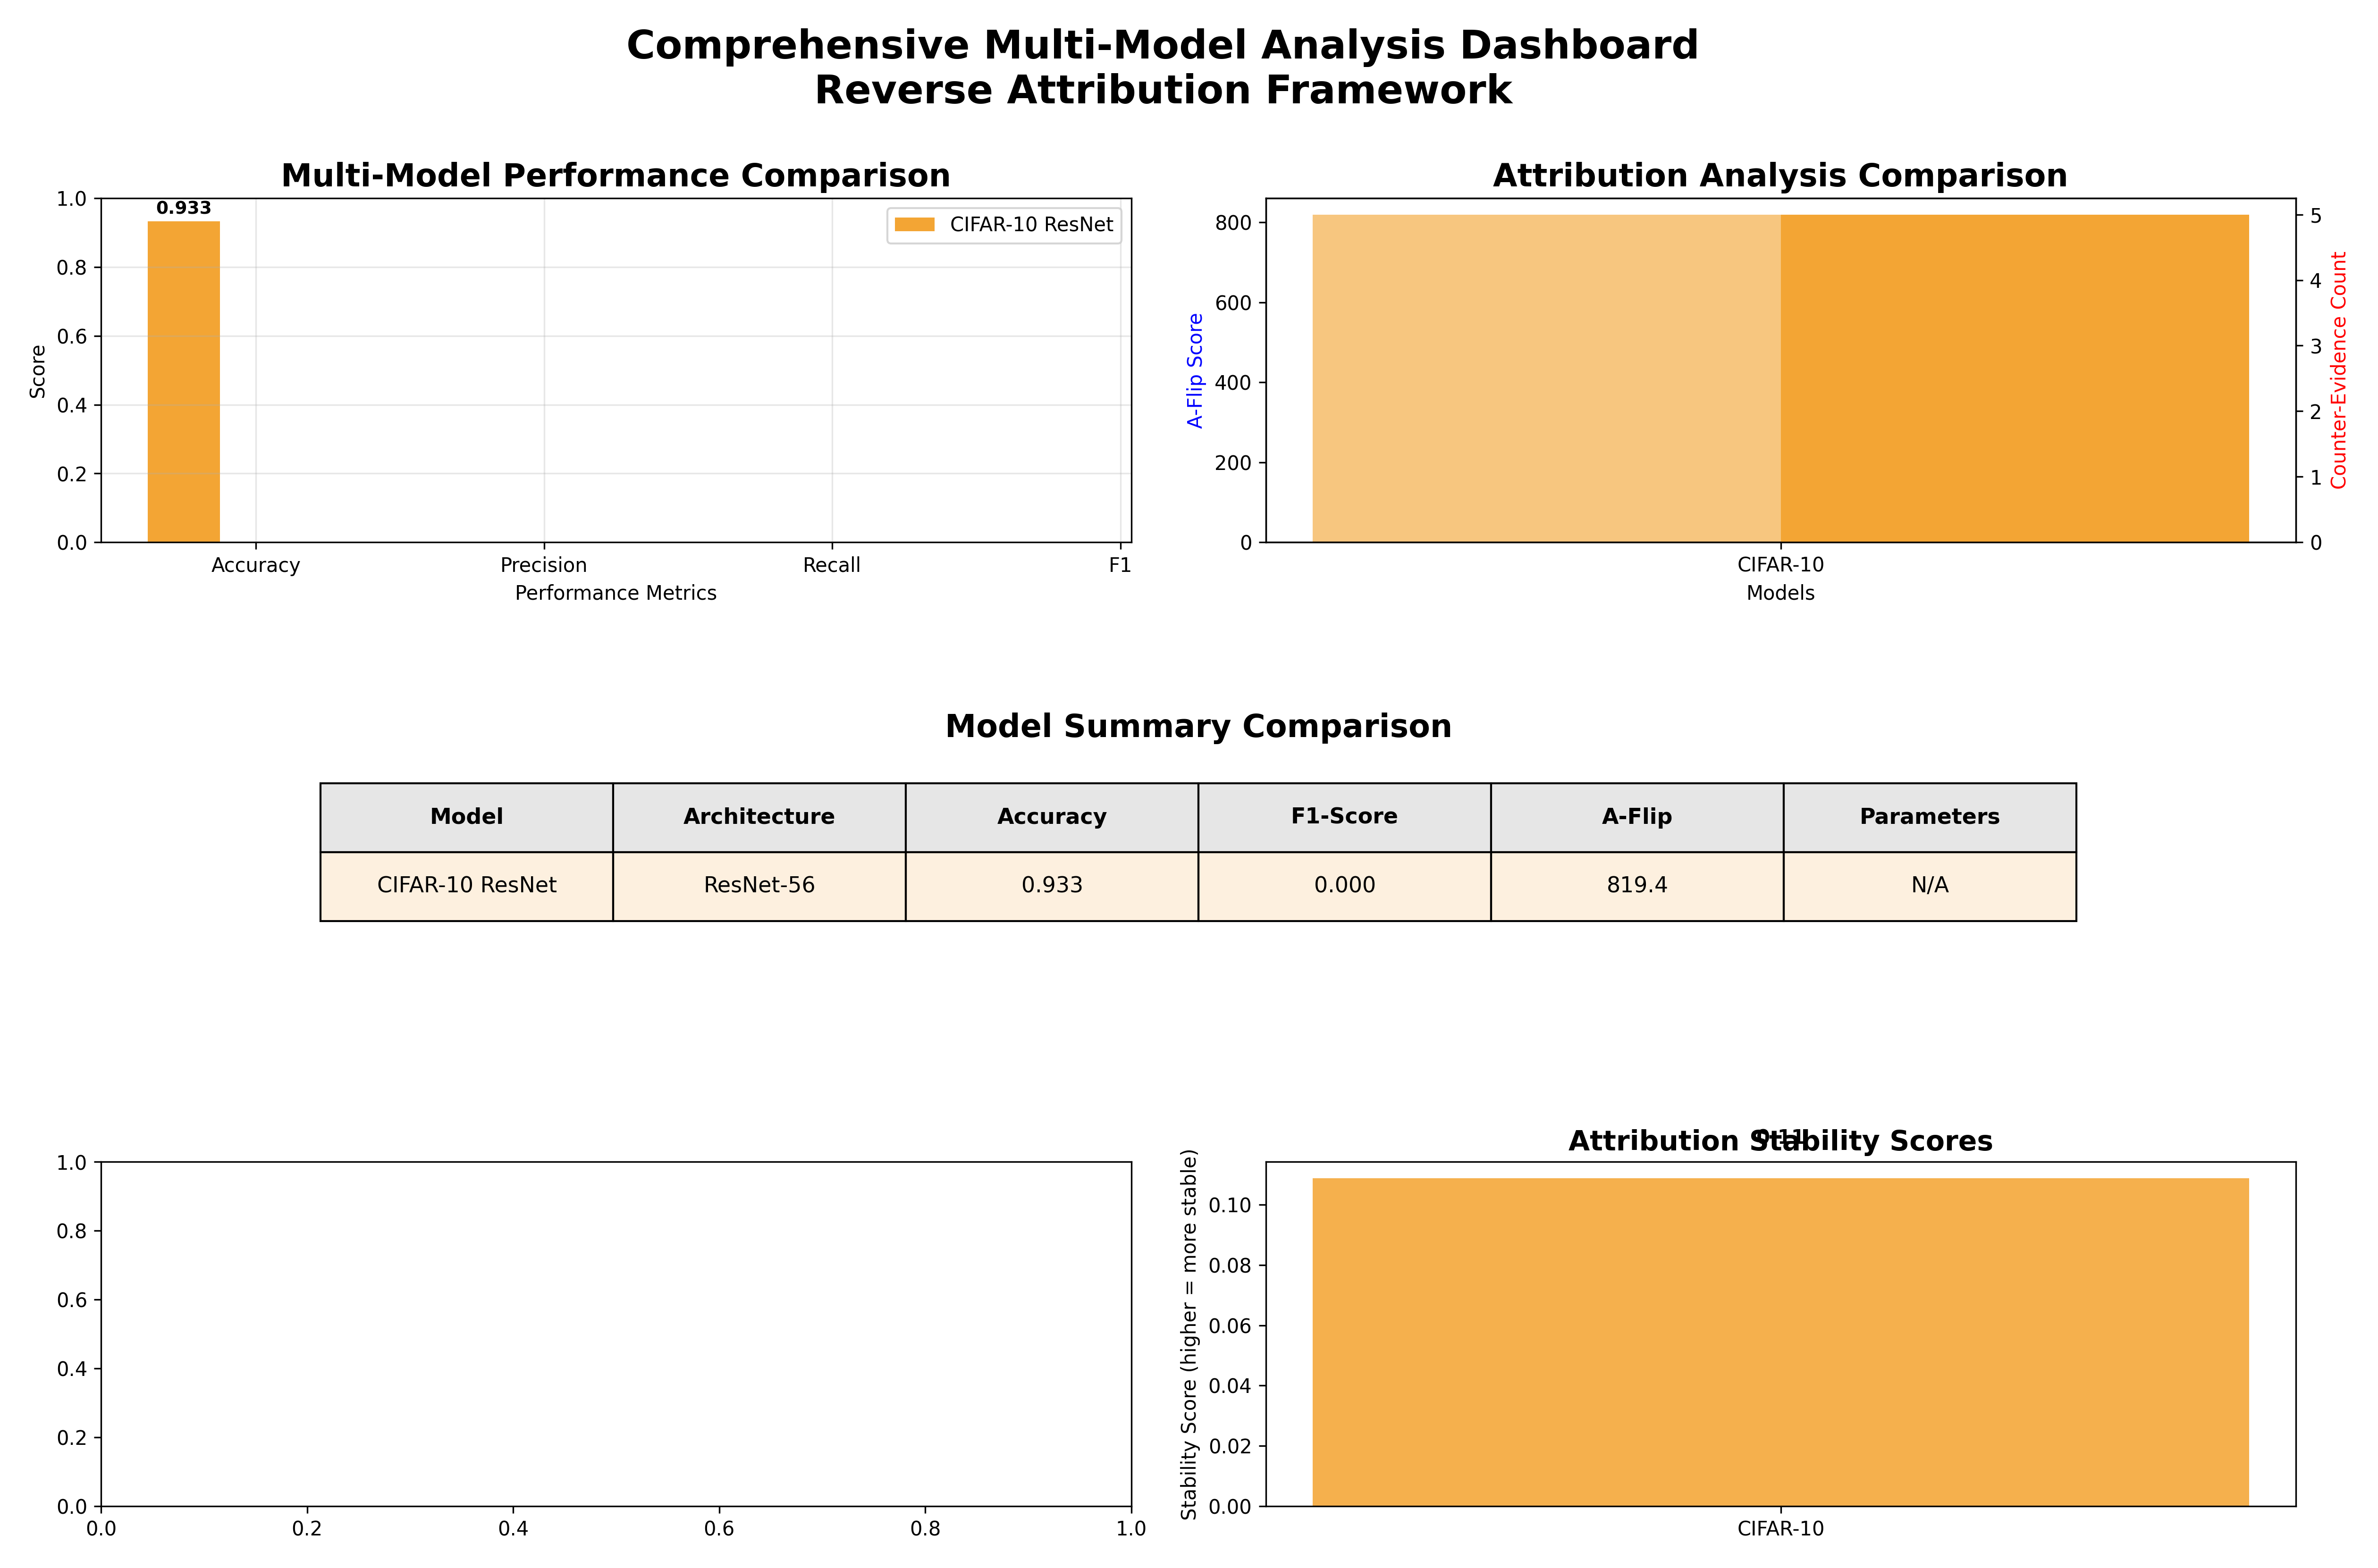 Comprehensive Multi-Model Analysis Dashboard
Reverse Attribution Framework
Multi-Model Performance Comparison
1.0
0.8
0.6
0.4
0.2
0.0
Score
0.933
CIFAR-10 ResNet
Accuracy Precision Recall F1
Performance Metrics
Attribution Analysis Comparison
800
600
400
200
0
A-Flip Score
5
4
3
2
1
0
Counter-Evidence Count
CIFAR-10
Models
Model Summary Comparison
Model Architecture Accuracy F1-Score A-Flip Parameters
CIFAR-10 ResNet ResNet-56 0.933 0.000 819.4 N/A
1.0
0.8
0.6
0.4
0.2
0.0
0.0 0.2 0.4 0.6 0.8 1.0
Attribution Stability Scores
0.11
0.10
0.08
0.06
0.04
0.02
0.00
Stability Score (higher = more stable)
CIFAR-10